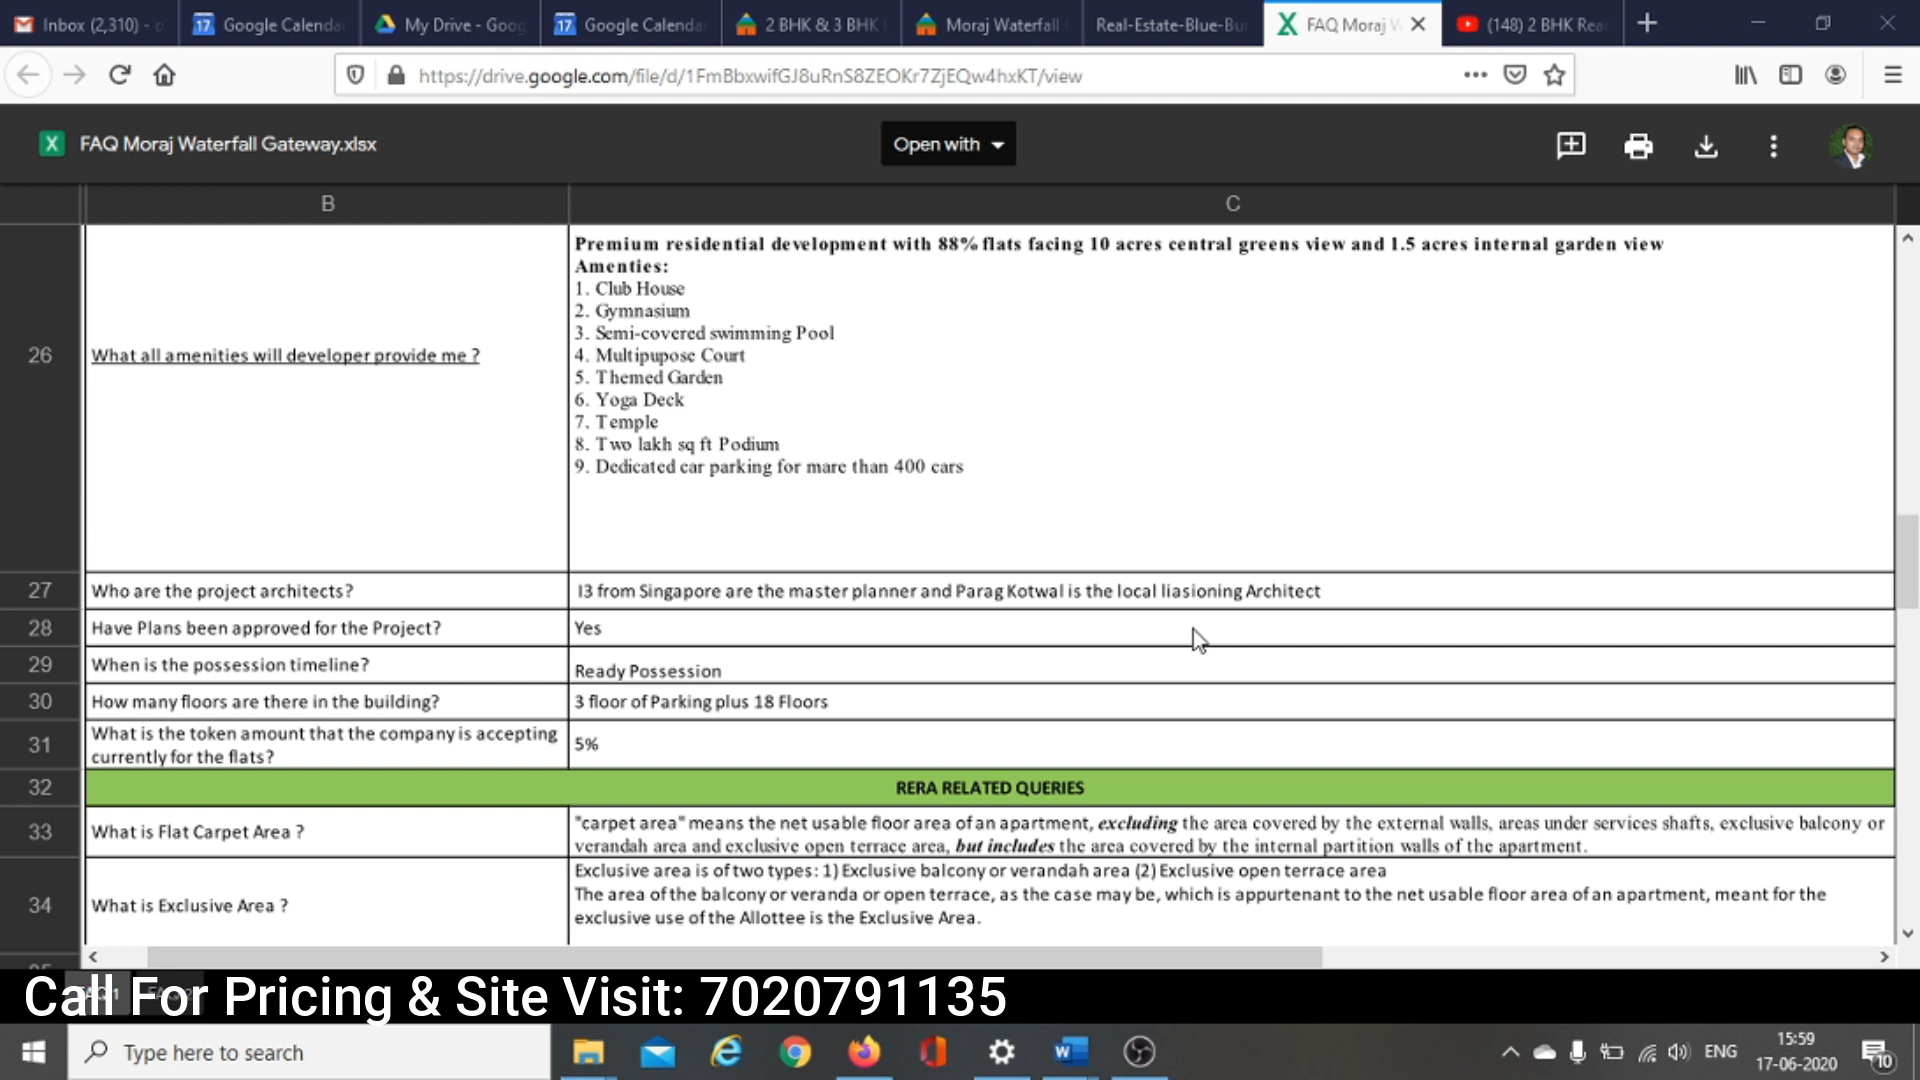 Inbox (2,310) -
Google Calenda
My Drive - Goog
Google Calenda
2 BHK & 3 BHK
Moraj Waterfall
Real-Estate-Blue-Bu
FAQ Moraj W
(148) 2 BHK Rea
https://drive.google.com/file/d/1FmBbxwifGJ8uRnS8ZEOKr7ZjEQw4hxKT/view
X FAQ Moraj Waterfall Gateway.xlsx
Open with
B
C
26
What all amenities will developer provide me ?
Premium residential development with 88% flats facing 10 acres central greens view and 1.5 acres internal garden view
Amenties:
1. Club House
2. Gymnasium
3. Semi-covered swimming Pool
4. Multipupose Court
5. Themed Garden
6. Yoga Deck
7. Temple
8. Two lakh sq ft Podium
9. Dedicated car parking for mare than 400 cars
27 Who are the project architects? I3 from Singapore are the master planner and Parag Kotwal is the local liasioning Architect
28 Have Plans been approved for the Project? Yes
29 When is the possession timeline? Ready Possession
30 How many floors are there in the building? 3 floor of Parking plus 18 Floors
31 What is the token amount that the company is accepting
currently for the flats? 5%
32 RERA RELATED QUERIES
33 What is Flat Carpet Area ?
"carpet area" means the net usable floor area of an apartment, excluding the area covered by the external walls, areas under services shafts, exclusive balcony or
verandah area and exclusive open terrace area, but includes the area covered by the internal partition walls of the apartment.
34 What is Exclusive Area ?
Exclusive area is of two types: 1) Exclusive balcony or verandah area (2) Exclusive open terrace area
The area of the balcony or veranda or open terrace, as the case may be, which is appurtenant to the net usable floor area of an apartment, meant for the
exclusive use of the Allottee is the Exclusive Area.
Call For Pricing & Site Visit: 7020791135
Type here to search
ENG
15:59
17-06-2020
10